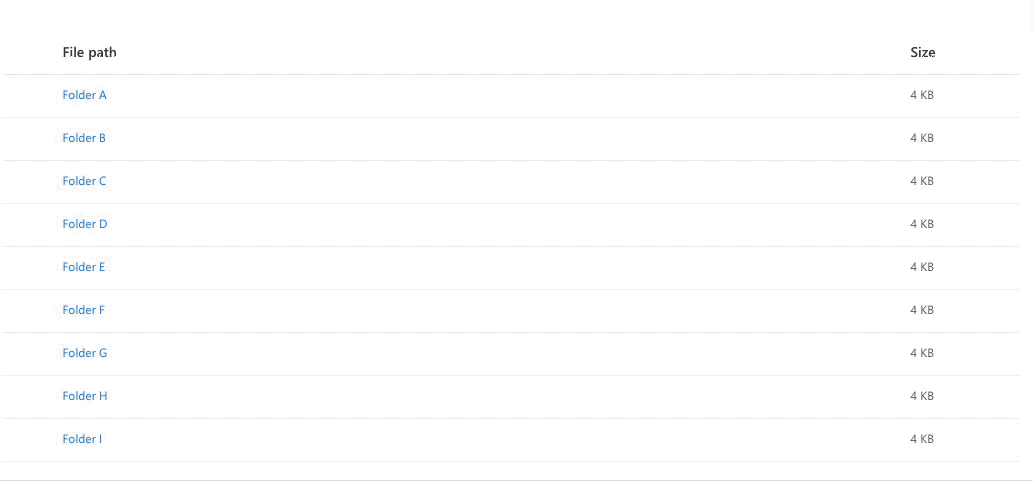 File path Size
Folder A 4 KB
Folder B 4 KB
Folder C 4 KB
Folder D 4 KB
Folder E 4 KB
Folder F 4 KB
Folder G 4 KB
Folder H 4 KB
Folder I 4 KB